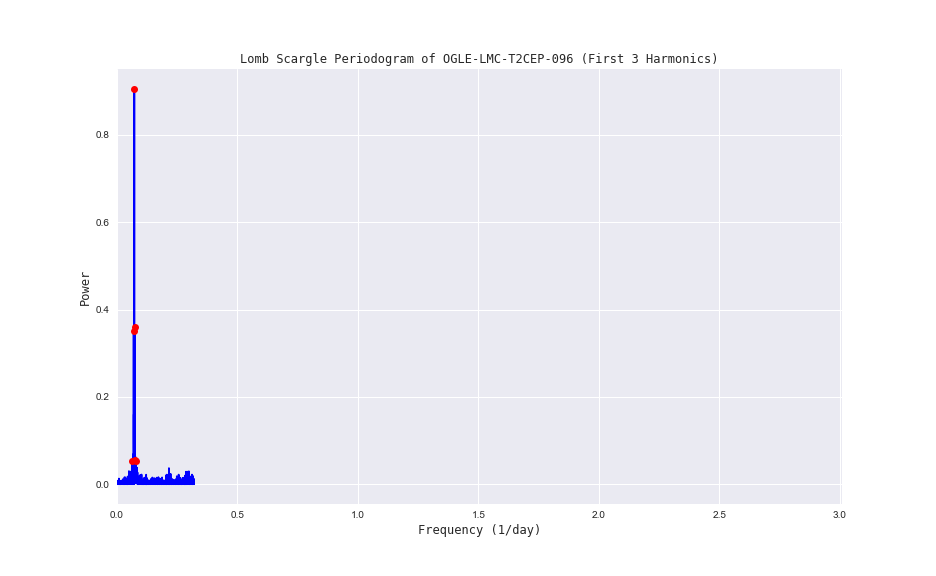 Lomb Scargle Periodogram of OGLE-LMC-T2CEP-096 (First 3 Harmonics)
Power
0.8
0.6
0.4
0.2
0.0
0.0 0.5 1.0 1.5 2.0 2.5 3.0
Frequency (1/day)